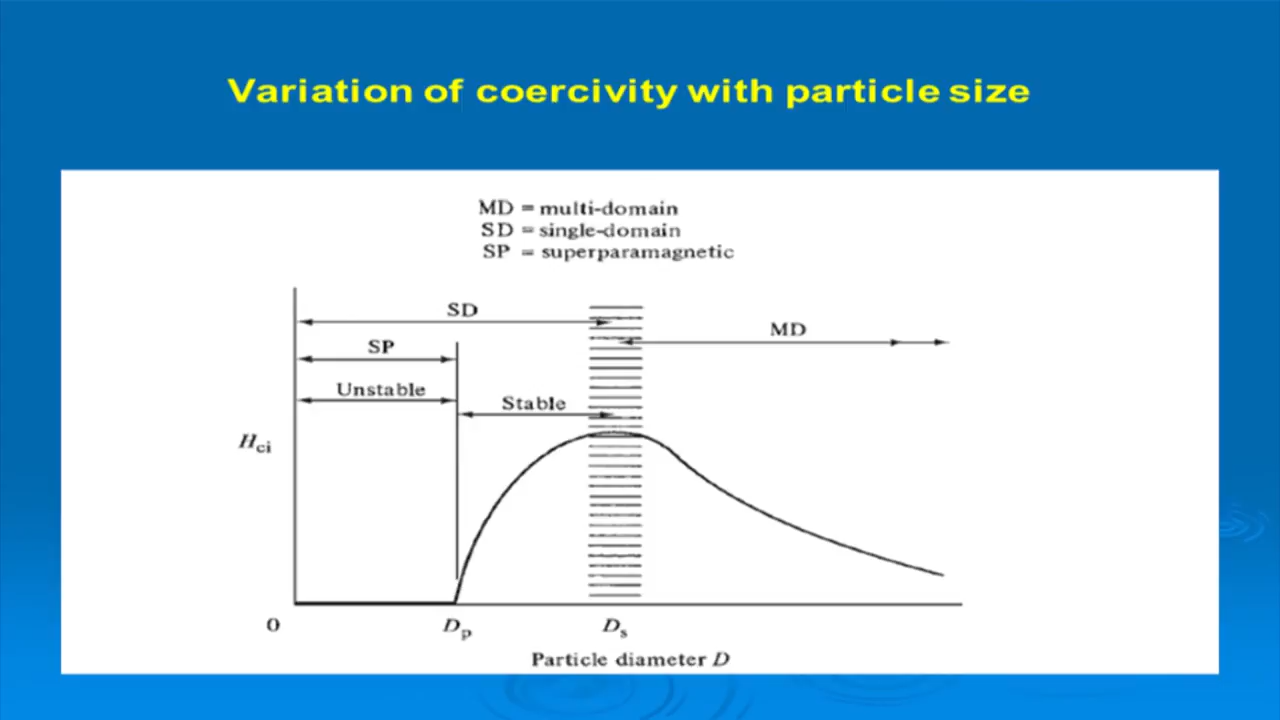 Variation of coercivity with particle size
MD = multi-domain
SD = single-domain
SP = superparamagnetic
SD
MD
SP
Unstable
Stable
Hci
0
Dp
Ds
Particle diameter D